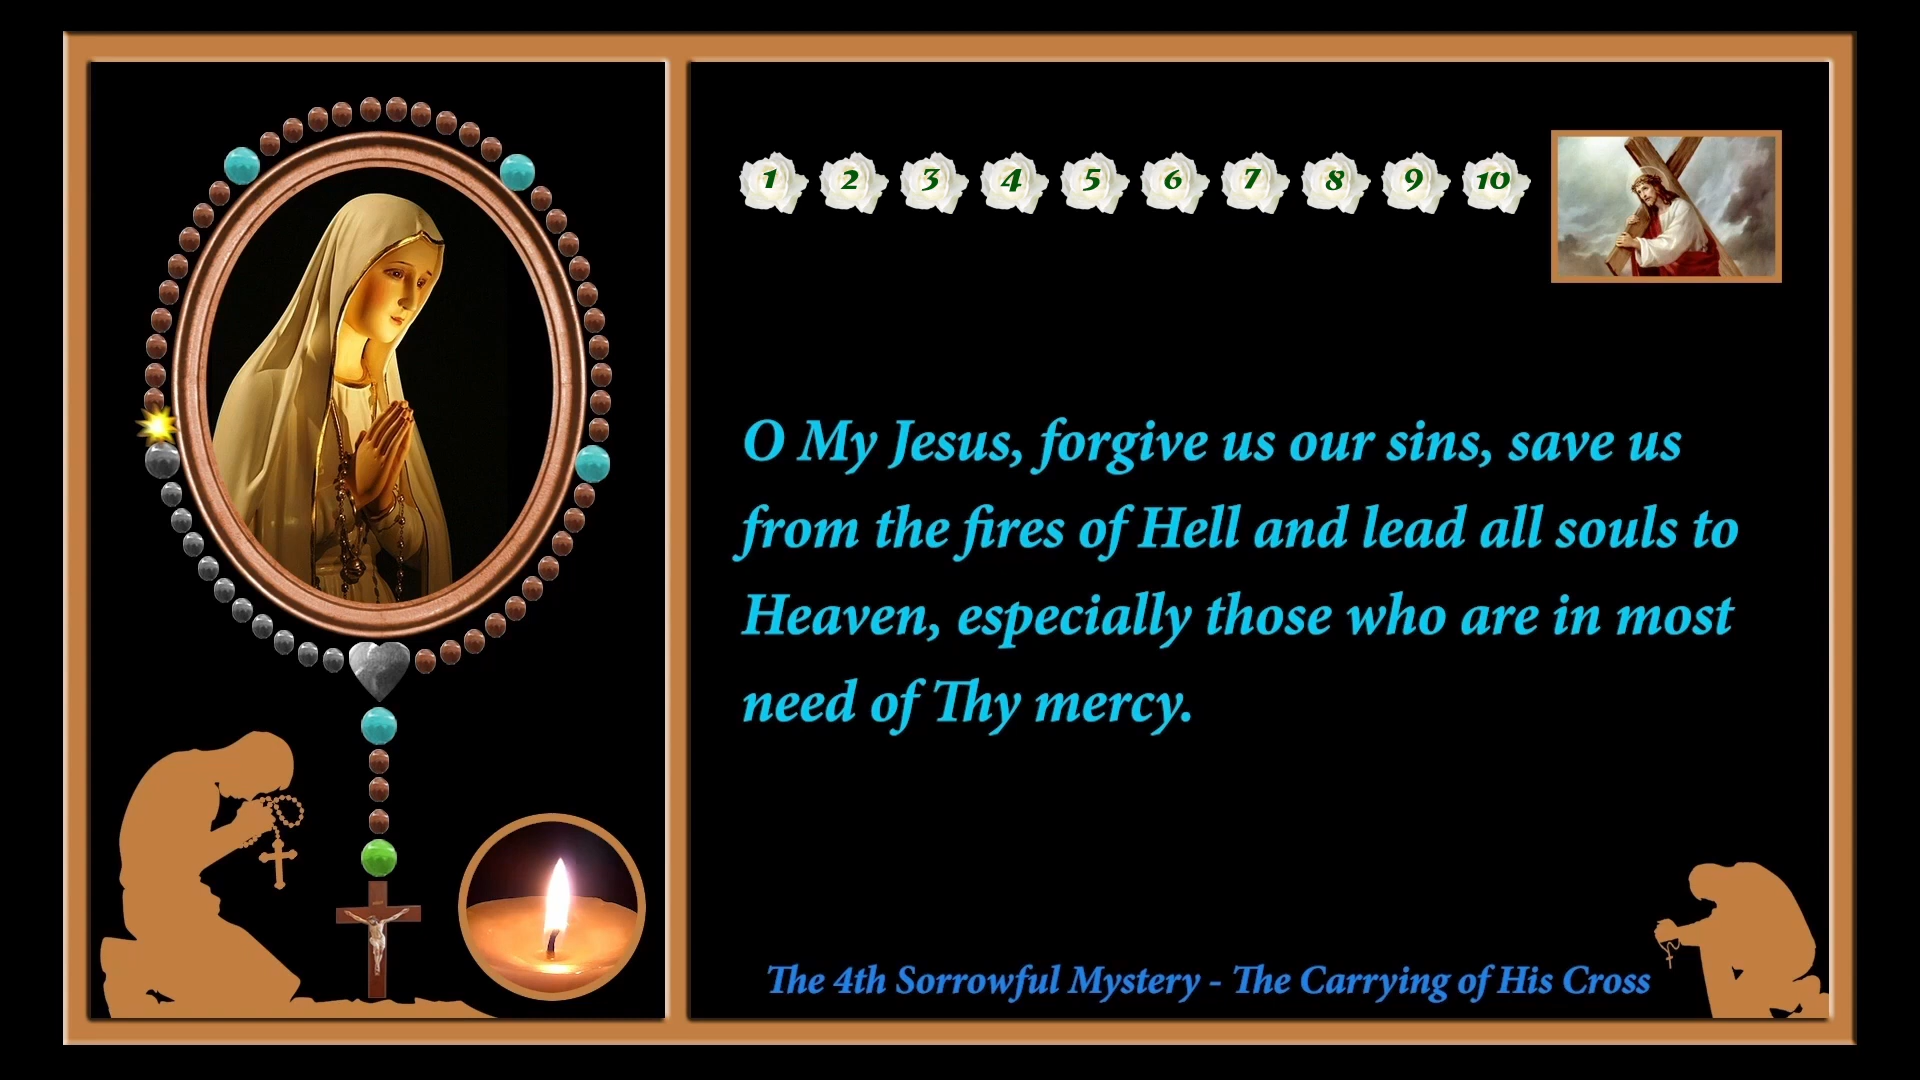 1 2 3 4 5 6 7 8 9 10
O My Jesus, forgive us our sins, save us
from the fires of Hell and lead all souls to
Heaven, especially those who are in most
need of Thy mercy.
The 4th Sorrowful Mystery - The Carrying of His Cross